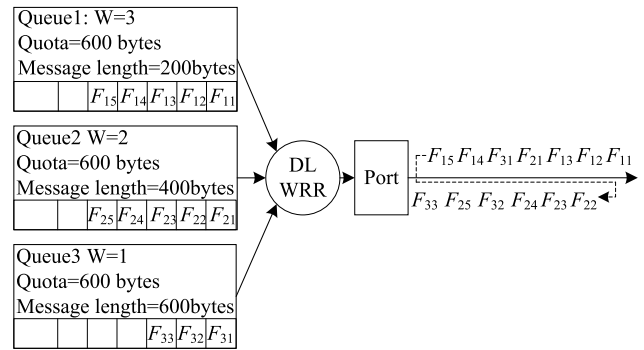 Queue1: W=3
Quota=600 bytes
Message length=200bytes
F15 F14 F13 F12 F11
Queue2 W=2
Quota=600 bytes
Message length=400bytes
F25 F24 F23 F22 F21
Queue3 W=1
Quota=600 bytes
Message length=600bytes
F33 F32 F31
DL
WRR
Port
F15 F14 F31 F21 F13 F12 F11
F33 F25 F32 F24 F23 F22